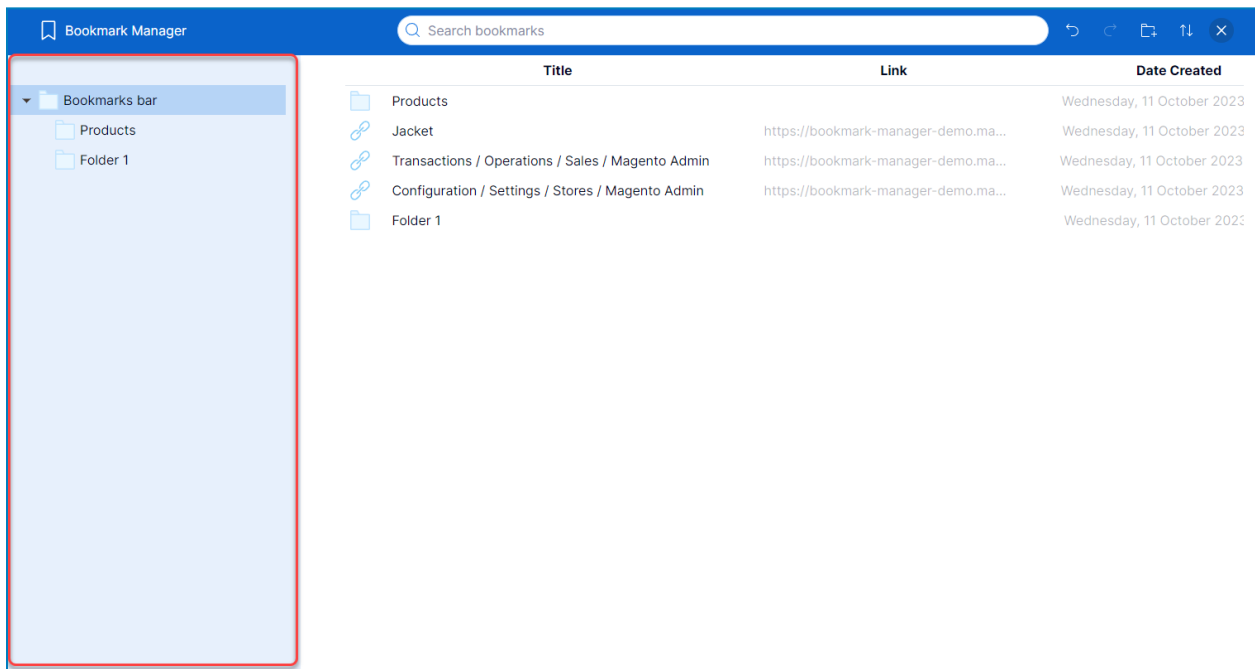 Bookmark Manager
Search bookmarks
Bookmarks bar
Products
Folder 1
Title Link Date Created
Products Wednesday, 11 October 2023
Jacket https://bookmark-manager-demo.ma... Wednesday, 11 October 2023
Transactions / Operations / Sales / Magento Admin https://bookmark-manager-demo.ma... Wednesday, 11 October 2023
Configuration / Settings / Stores / Magento Admin https://bookmark-manager-demo.ma... Wednesday, 11 October 2023
Folder 1 Wednesday, 11 October 2023